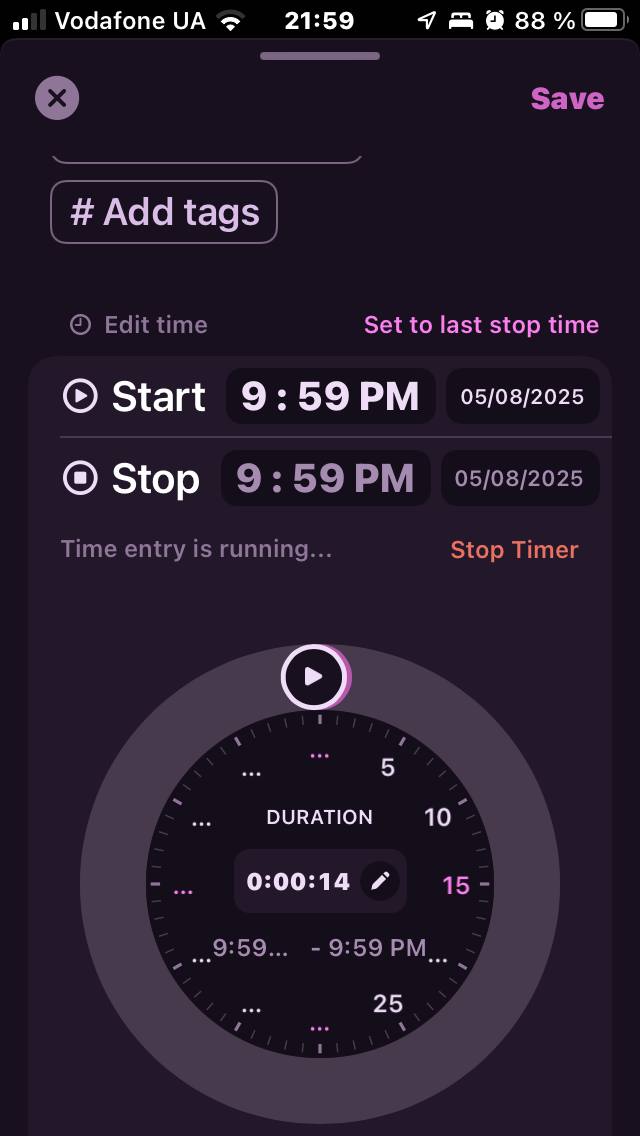 Vodafone UA 21:59 88 %
Save
# Add tags
Edit time Set to last stop time
Start 9 : 59 PM 05/08/2025
Stop 9 : 59 PM 05/08/2025
Time entry is running... Stop Timer
...
... 5
... DURATION 10
... 0:00:14 15
...9:59... - 9:59 PM...
... 25
...